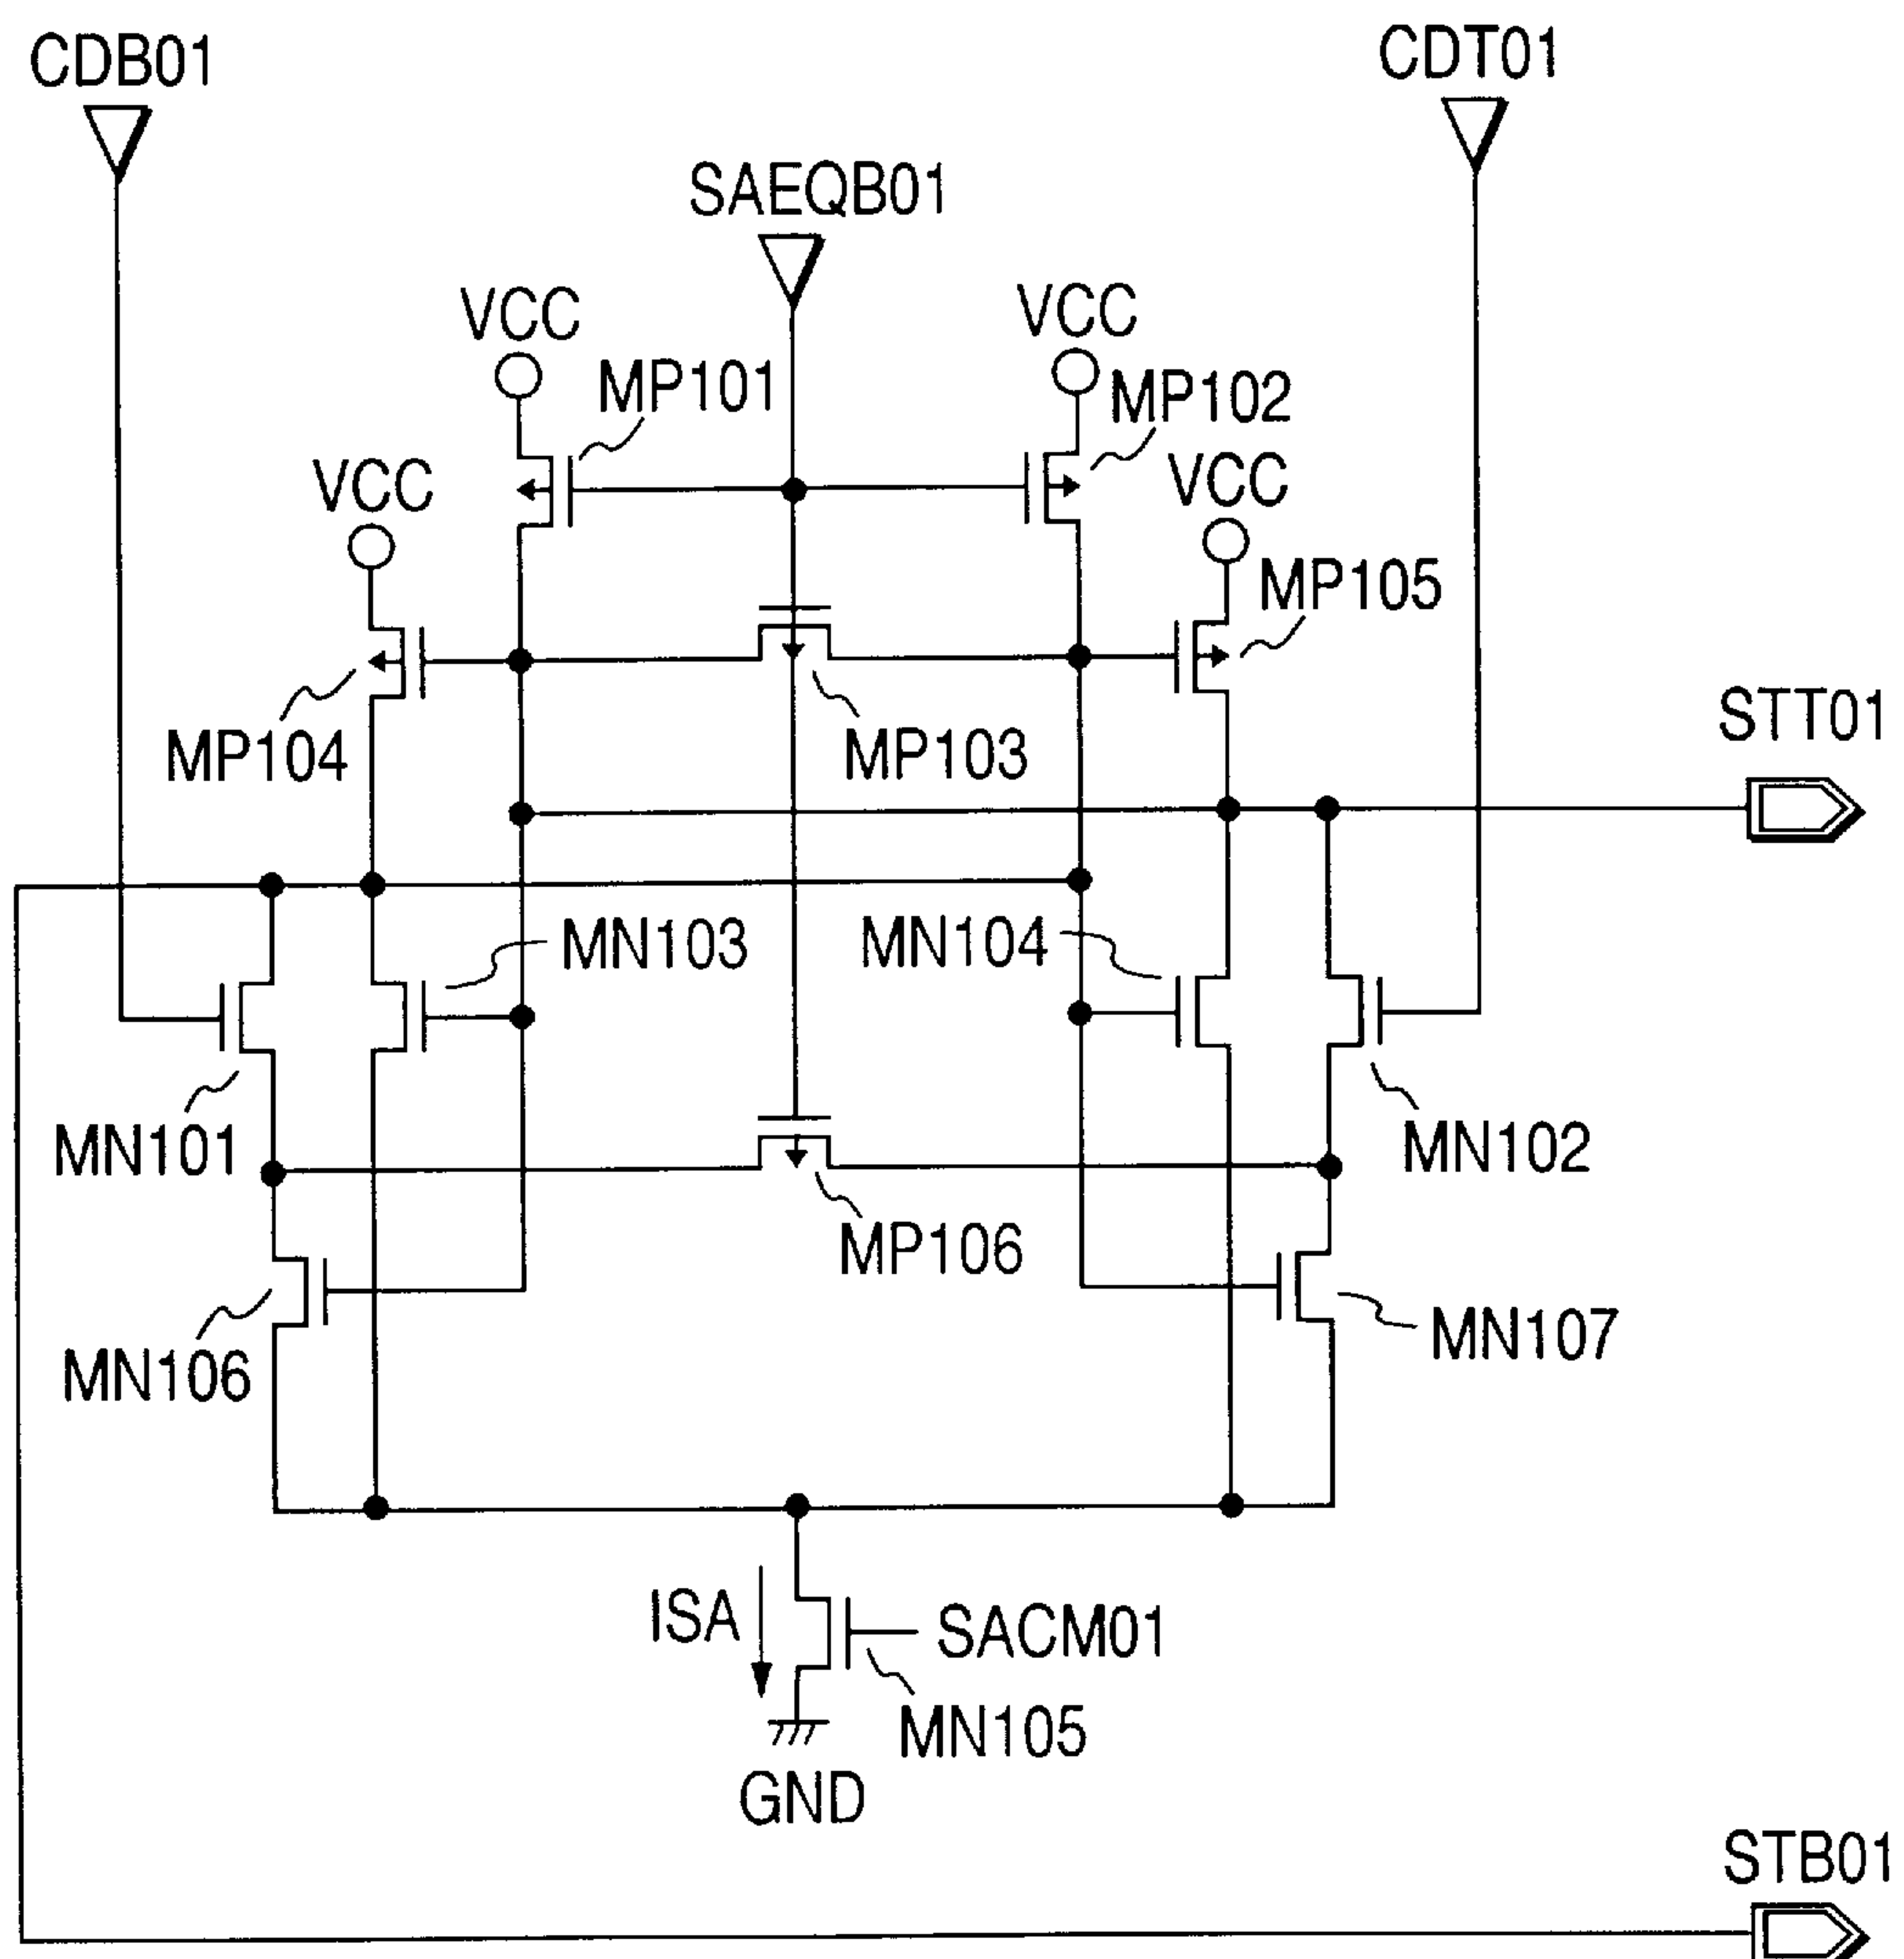 CDB01
CDT01
SAEQB01
VCC
VCC
MP101
MP102
VCC
VCC
MP105
MP104
MP103
STT01
MN103
MN104
MN101
MN102
MP106
MN106
MN107
ISA
SACM01
MN105
GND
STB01